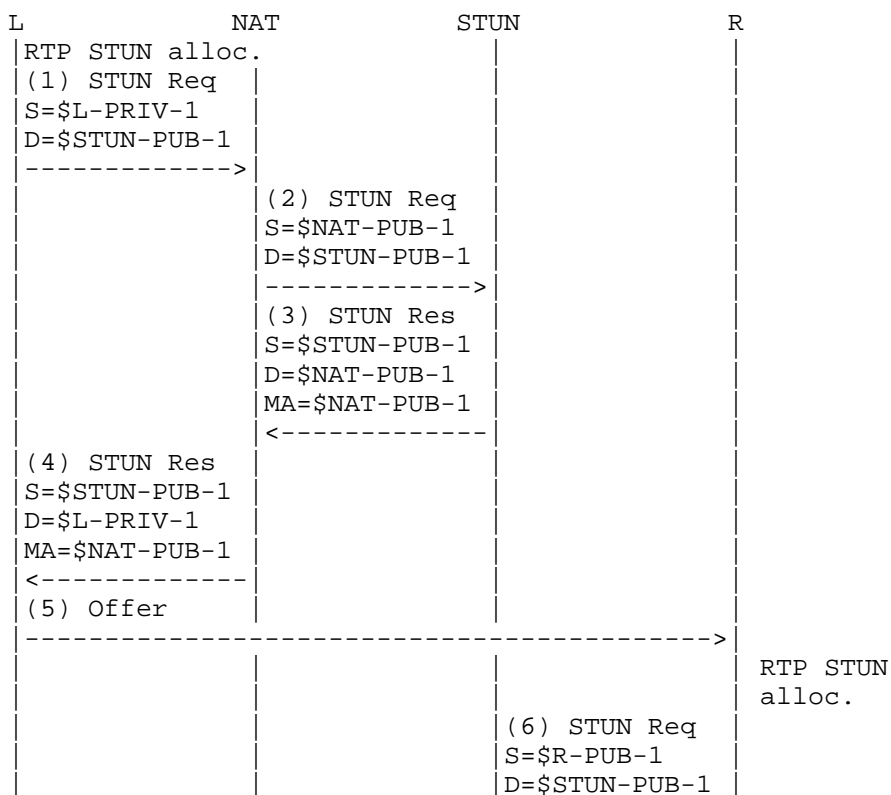 L             NAT           STUN             R
|RTP STUN alloc.              |              |
|(1) STUN Req  |              |              |
|S=$L-PRIV-1   |              |              |
|D=$STUN-PUB-1 |              |              |
|------------->|              |              |
|              |(2) STUN Req  |              |
|              |S=$NAT-PUB-1  |              |
|              |D=$STUN-PUB-1 |              |
|              |------------->|              |
|              |(3) STUN Res  |              |
|              |S=$STUN-PUB-1 |              |
|              |D=$NAT-PUB-1  |              |
|              |MA=$NAT-PUB-1 |              |
|              |<-------------|              |
|(4) STUN Res  |              |              |
|S=$STUN-PUB-1 |              |              |
|D=$L-PRIV-1   |              |              |
|MA=$NAT-PUB-1 |              |              |
|<-------------|              |              |
|(5) Offer     |              |              |
|------------------------------------------->|
|              |              |              | RTP STUN
|              |              |              | alloc.
|              |              |(6) STUN Req  |
|              |              |S=$R-PUB-1    |
|              |              |D=$STUN-PUB-1 |